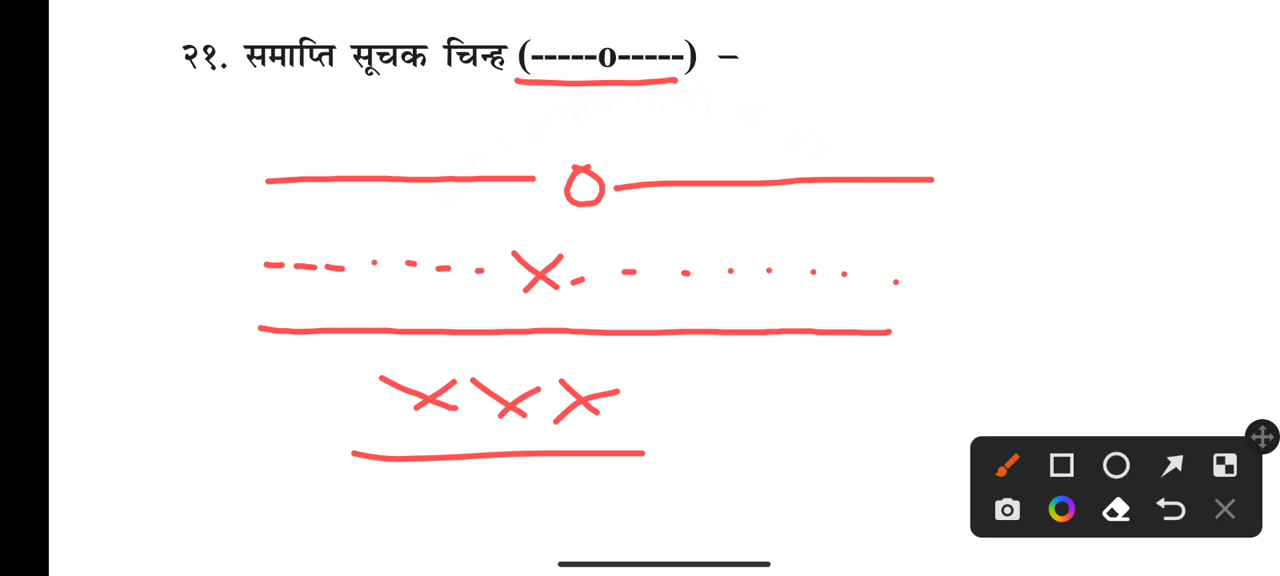 २१. समाप्ति सूचक चिन्ह (-----o-----) –
——— o ———
--- · - - - x - - - · · · · ·
x x x